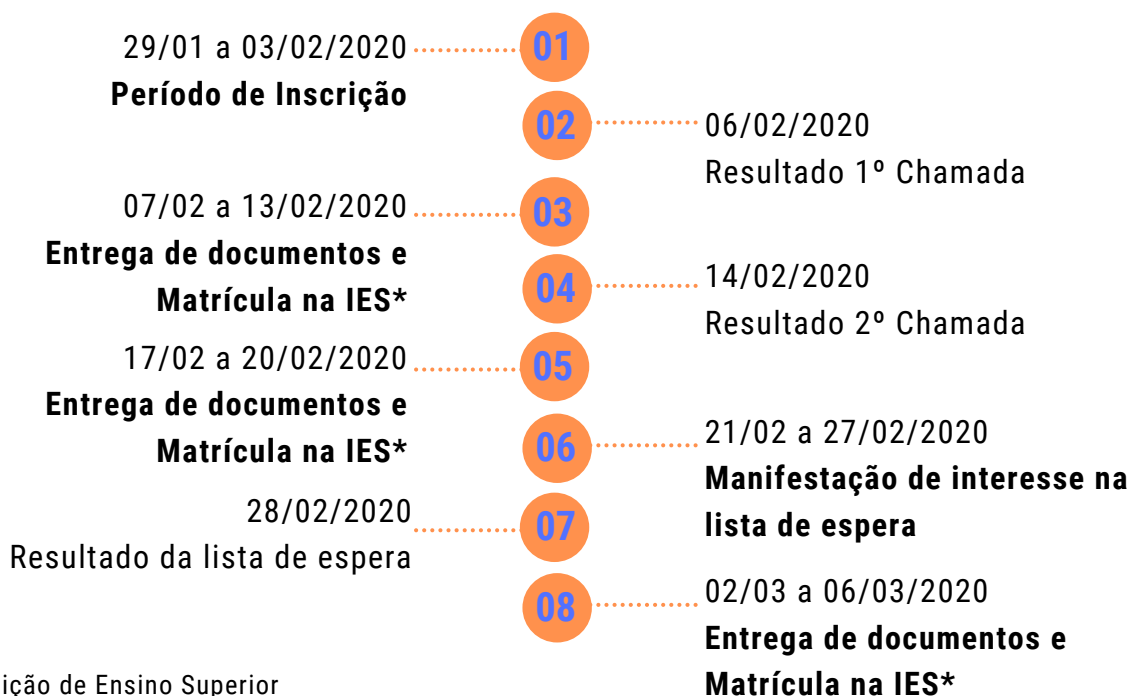 29/01 a 03/02/2020
Período de Inscrição
01
02
06/02/2020
Resultado 1º Chamada
07/02 a 13/02/2020
Entrega de documentos e
Matrícula na IES*
03
04
14/02/2020
Resultado 2º Chamada
17/02 a 20/02/2020
Entrega de documentos e
Matrícula na IES*
05
06
21/02 a 27/02/2020
Manifestação de interesse na
lista de espera
28/02/2020
Resultado da lista de espera
07
08
02/03 a 06/03/2020
Entrega de documentos e
Matrícula na IES*
ição de Ensino Superior